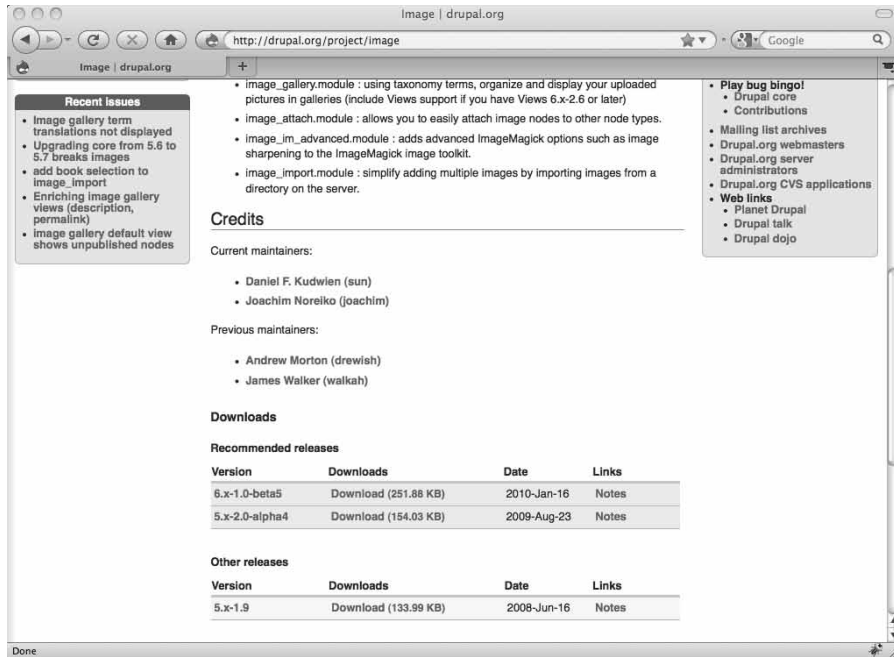 Image | drupal.org
http://drupal.org/project/image
Google
Image | drupal.org
+
Recent issues
• Image gallery term
translations not displayed
• Upgrading core from 5.6 to
5.7 breaks images
• add book selection to
image_import
• Enriching image gallery
views (description,
permalink)
• image gallery default view
shows unpublished nodes
• image_gallery.module : using taxonomy terms, organize and display your uploaded
pictures in galleries (include Views support if you have Views 6.x-2.6 or later)
• image_attach.module : allows you to easily attach image nodes to other node types.
• image_im_advanced.module : adds advanced ImageMagick options such as image
sharpening to the ImageMagick image toolkit.
• image_import.module : simplify adding multiple images by importing images from a
directory on the server.
Credits
Current maintainers:
• Daniel F. Kudwien (sun)
• Joachim Noreiko (joachim)
Previous maintainers:
• Andrew Morton (drewish)
• James Walker (walkah)
Downloads
Recommended releases
Version Downloads Date Links
6.x-1.0-beta5 Download (251.88 KB) 2010-Jan-16 Notes
5.x-2.0-alpha4 Download (154.03 KB) 2009-Aug-23 Notes
Other releases
Version Downloads Date Links
5.x-1.9 Download (133.99 KB) 2008-Jun-16 Notes
• Play bug bingo!
• Drupal core
• Contributions
• Mailing list archives
• Drupal.org webmasters
• Drupal.org server
administrators
• Drupal.org CVS applications
• Web links
• Planet Drupal
• Drupal talk
• Drupal dojo
Done